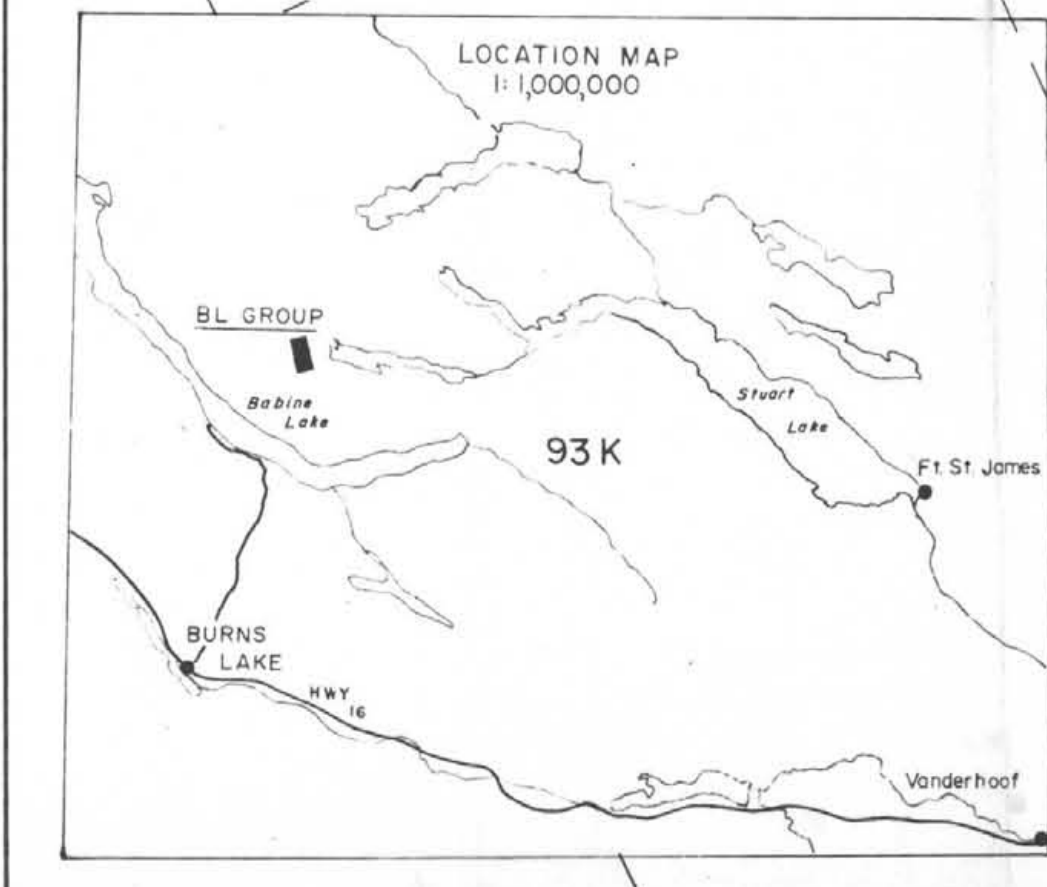 LOCATION MAP
1:1,000,000
BL GROUP
Babine
Lake
Stuart
Lake
93 K
Ft. St. James
BURNS
LAKE
HWY
16
Vanderhoof